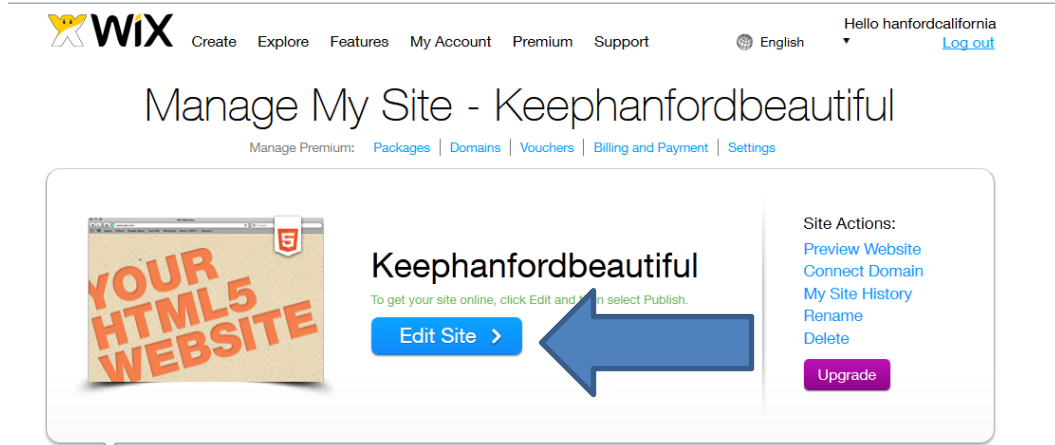 WiX Create Explore Features My Account Premium Support English Hello hanfordcalifornia
Log out
Manage My Site - Keephanfordbeautiful
Manage Premium: Packages | Domains | Vouchers | Billing and Payment | Settings
YOUR
HTML5
WEBSITE
5
Keephanfordbeautiful
To get your site online, click Edit and then select Publish.
Edit Site >
Site Actions:
Preview Website
Connect Domain
My Site History
Rename
Delete
Upgrade